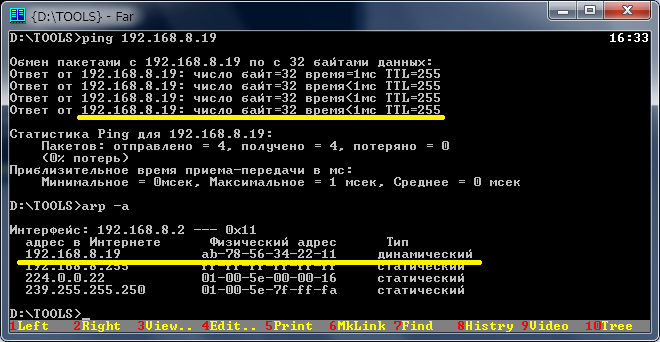 {D:\TOOLS} - Far
D:\TOOLS>ping 192.168.8.19 16:33
Обмен пакетами с 192.168.8.19 по с 32 байтами данных:
Ответ от 192.168.8.19: число байт=32 время=1мс TTL=255
Ответ от 192.168.8.19: число байт=32 время<1мс TTL=255
Ответ от 192.168.8.19: число байт=32 время<1мс TTL=255
Ответ от 192.168.8.19: число байт=32 время<1мс TTL=255
Статистика Ping для 192.168.8.19:
Пакетов: отправлено = 4, получено = 4, потеряно = 0
(0% потерь)
Приблизительное время приема-передачи в мс:
Минимальное = 0мсек, Максимальное = 1 мсек, Среднее = 0 мсек
D:\TOOLS>arp -a
Интерфейс: 192.168.8.2 --- 0x11
адрес в Интернете Физический адрес Тип
192.168.8.19 ab-78-56-34-22-11 динамический
192.168.8.255 ff-ff-ff-ff-ff-ff статический
224.0.0.22 01-00-5e-00-00-16 статический
239.255.255.250 01-00-5e-7f-ff-fa статический
D:\TOOLS>_
1Left 2Right 3View.. 4Edit.. 5Print 6MkLink 7Find 8Histry 9Video 10Tree